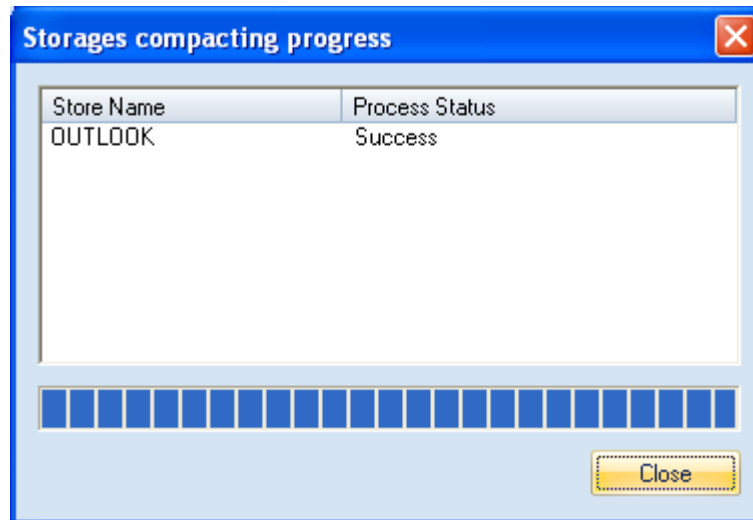 Storages compacting progress
Store Name Process Status
OUTLOOK Success
Close